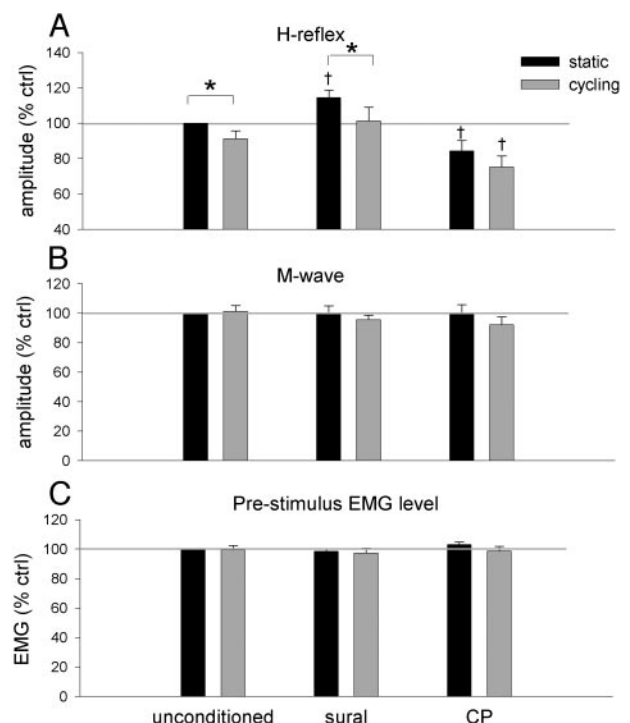 A
H-reflex
static
cycling
140
120
100
80
60
40
amplitude (% ctrl)
*
†
*
†
†
B
M-wave
120
100
80
60
40
20
0
amplitude (% ctrl)
C
Pre-stimulus EMG level
120
100
80
60
40
20
0
EMG (% ctrl)
unconditioned
sural
CP